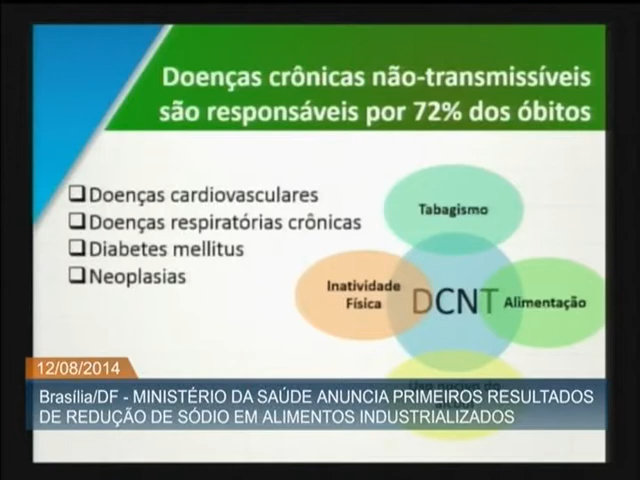 Doenças crônicas não-transmissíveis
são responsáveis por 72% dos óbitos
Doenças cardiovasculares
Doenças respiratórias crônicas
Diabetes mellitus
Neoplasias
Tabagismo
Inatividade
Física
DCNT
Alimentação
12/08/2014
Brasília/DF - MINISTÉRIO DA SAÚDE ANUNCIA PRIMEIROS RESULTADOS
DE REDUÇÃO DE SÓDIO EM ALIMENTOS INDUSTRIALIZADOS